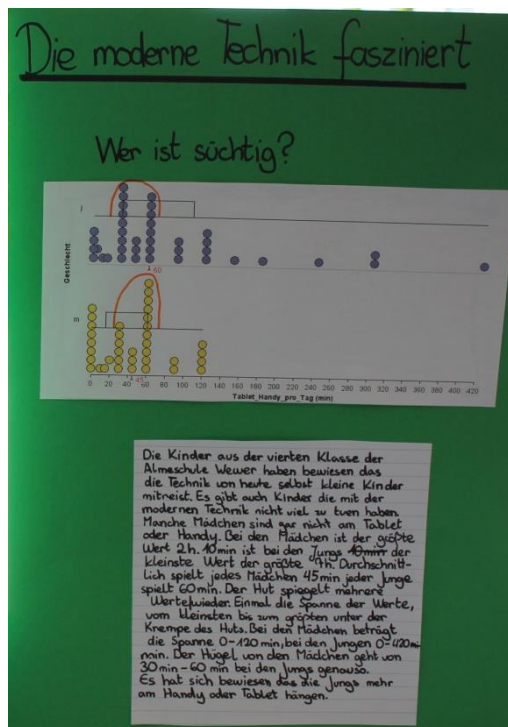 Die moderne Technik fasziniert
Wer ist süchtig?
Geschlecht
J
60
m
45
0 20 40 60 80 100 120 140 160 180 200 220 240 260 280 300 320 340 360 380 400 420
Tablet_Handy_pro_Tag (min)
Die Kinder aus der vierten Klasse der
Almeschule Wewer haben bewiesen das
die Technik von heute selbst kleine Kinder
mitreist. Es gibt auch Kinder die mit der
modernen Technik nicht viel zu tuen haben
Manche Mädchen sind gar nicht am Tablet
oder Handy. Bei den Mädchen ist der größte
Wert 2h. 10min ist bei den Jungs 10min der
kleinste Wert der größte 7h. Durchschnitt-
lich spielt jedes Mädchen 45min jeder Junge
spielt 60min. Der Hut spiegelt mehrere
Werte wieder. Einmal die Spanne der Werte,
vom kleinsten bis zum größten unter der
Krempe des Huts. Bei den Mädchen beträgt
die Spanne 0-120min, bei den Jungen 0-420min
min. Der Hügel von den Mädchen geht von
30min-60 min bei den Jungs genauso.
Es hat sich bewiesen das die Jungs mehr
am Handy oder Tablet hängen.